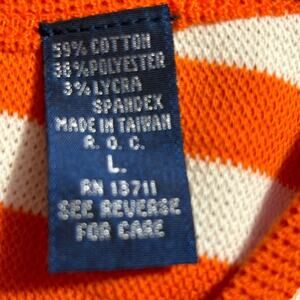 59% COTTON
38% POLYESTER
3% LYCRA
SPANDEX
MADE IN TAIWAN
R. O. C.
L.
RN 13711
SEE REVERSE
FOR CARE